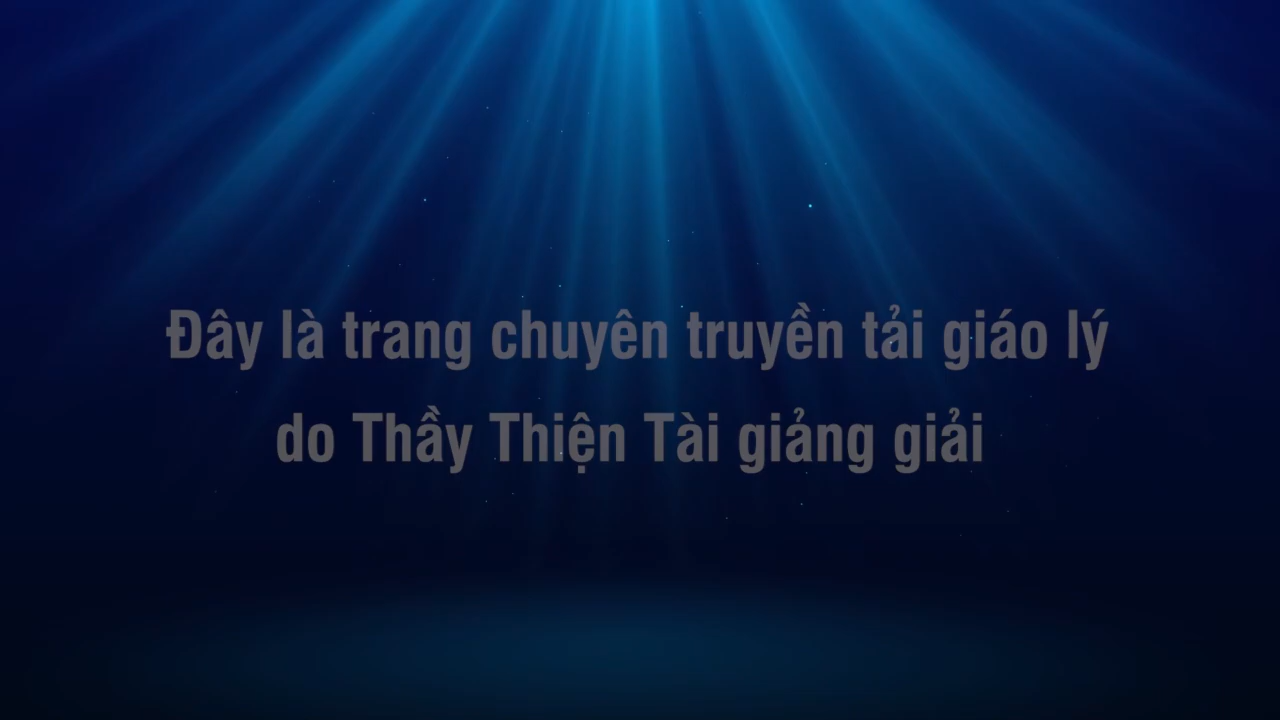 Đây là trang chuyên truyền tải giáo lý
do Thầy Thiện Tài giảng giải